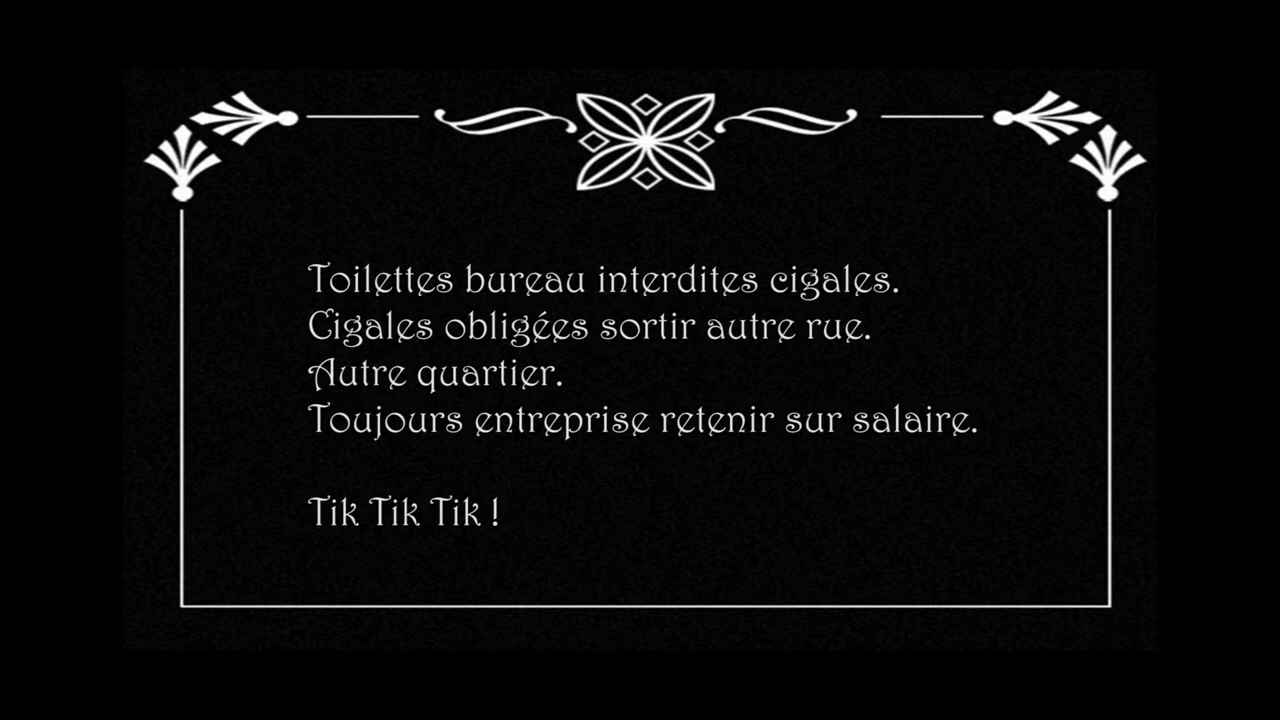 Toilettes bureau interdites cigales.
Cigales obligées sortir autre rue.
Autre quartier.
Toujours entreprise retenir sur salaire.
Tik Tik Tik !